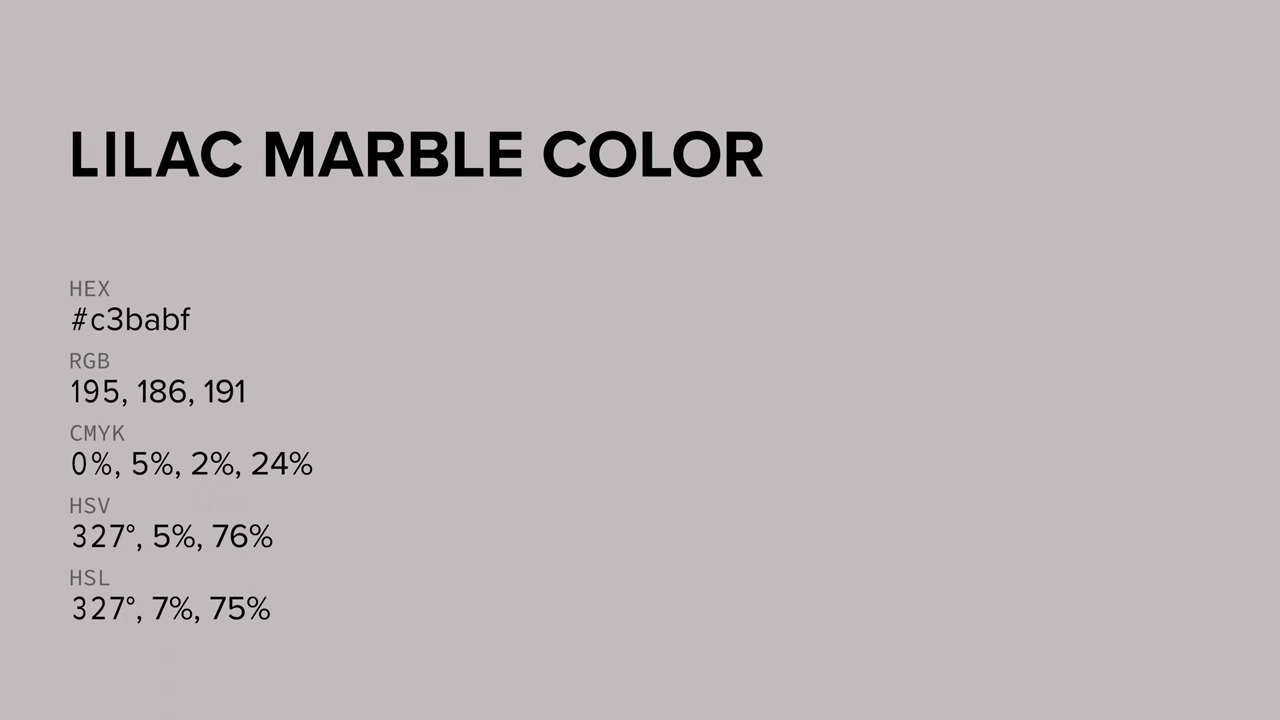 LILAC MARBLE COLOR
HEX
#c3babf
RGB
195, 186, 191
CMYK
0%, 5%, 2%, 24%
HSV
327°, 5%, 76%
HSL
327°, 7%, 75%